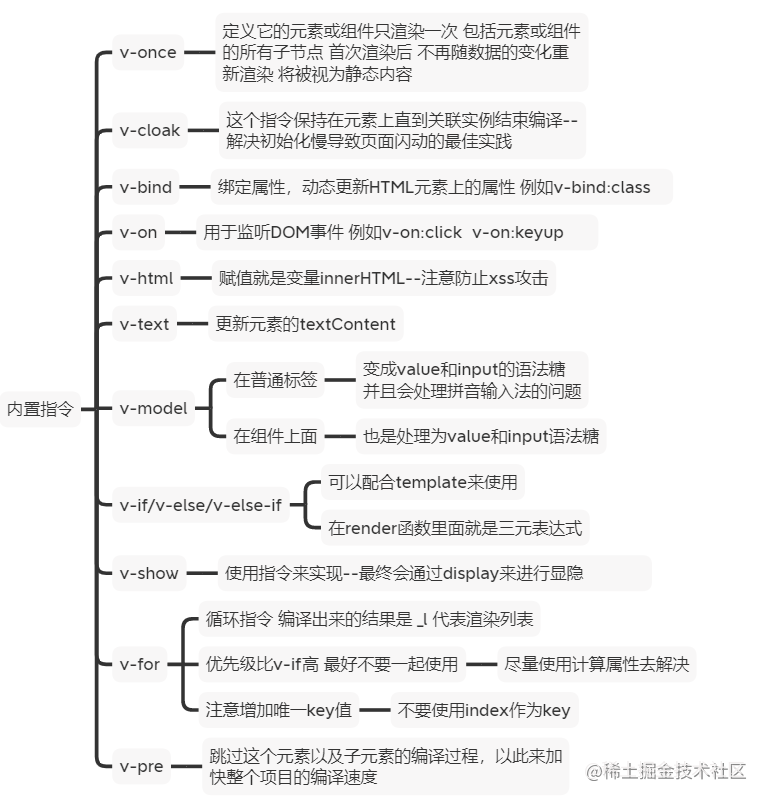 内置指令
v-once
定义它的元素或组件只渲染一次 包括元素或组件
的所有子节点 首次渲染后 不再随数据的变化重
新渲染 将被视为静态内容
v-cloak
这个指令保持在元素上直到关联实例结束编译--
解决初始化慢导致页面闪动的最佳实践
v-bind
绑定属性，动态更新HTML元素上的属性 例如v-bind:class
v-on
用于监听DOM事件 例如v-on:click v-on:keyup
v-html
赋值就是变量innerHTML--注意防止xss攻击
v-text
更新元素的textContent
v-model
在普通标签
变成value和input的语法糖
并且会处理拼音输入法的问题
在组件上面
也是处理为value和input语法糖
v-if/v-else/v-else-if
可以配合template来使用
在render函数里面就是三元表达式
v-show
使用指令来实现--最终会通过display来进行显隐
v-for
循环指令 编译出来的结果是 _l 代表渲染列表
优先级比v-if高 最好不要一起使用
尽量使用计算属性去解决
注意增加唯一key值
不要使用index作为key
v-pre
跳过这个元素以及子元素的编译过程，以此来加
快整个项目的编译速度
@稀土掘金技术社区